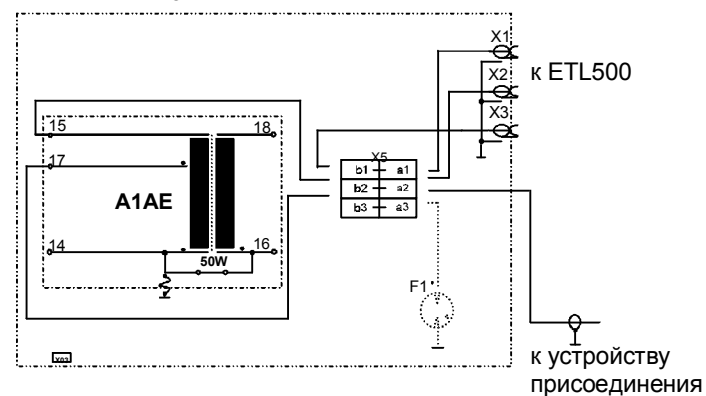 X1
к ETL500
X2
X3
15
18
X5
17
b1 a1
A1AE
b2 a2
b3 a3
14
16
50W
F1
к устройству
присоединения